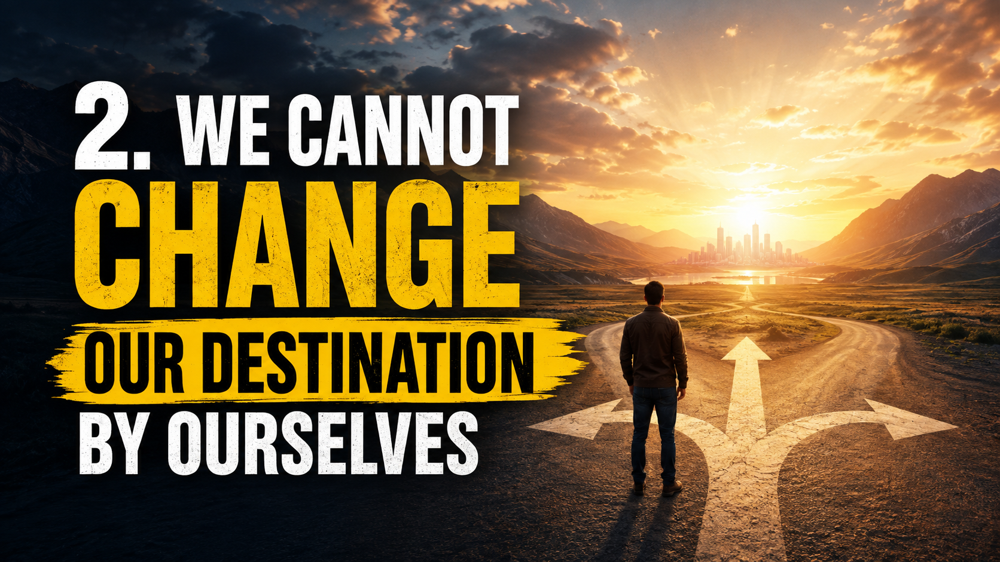 2. WE CANNOT
CHANGE
OUR DESTINATION
BY OURSELVES